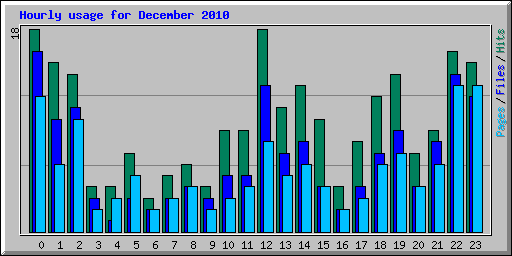 Hourly usage for December 2010
18
Pages/Files/Hits
0 1 2 3 4 5 6 7 8 9 10 11 12 13 14 15 16 17 18 19 20 21 22 23